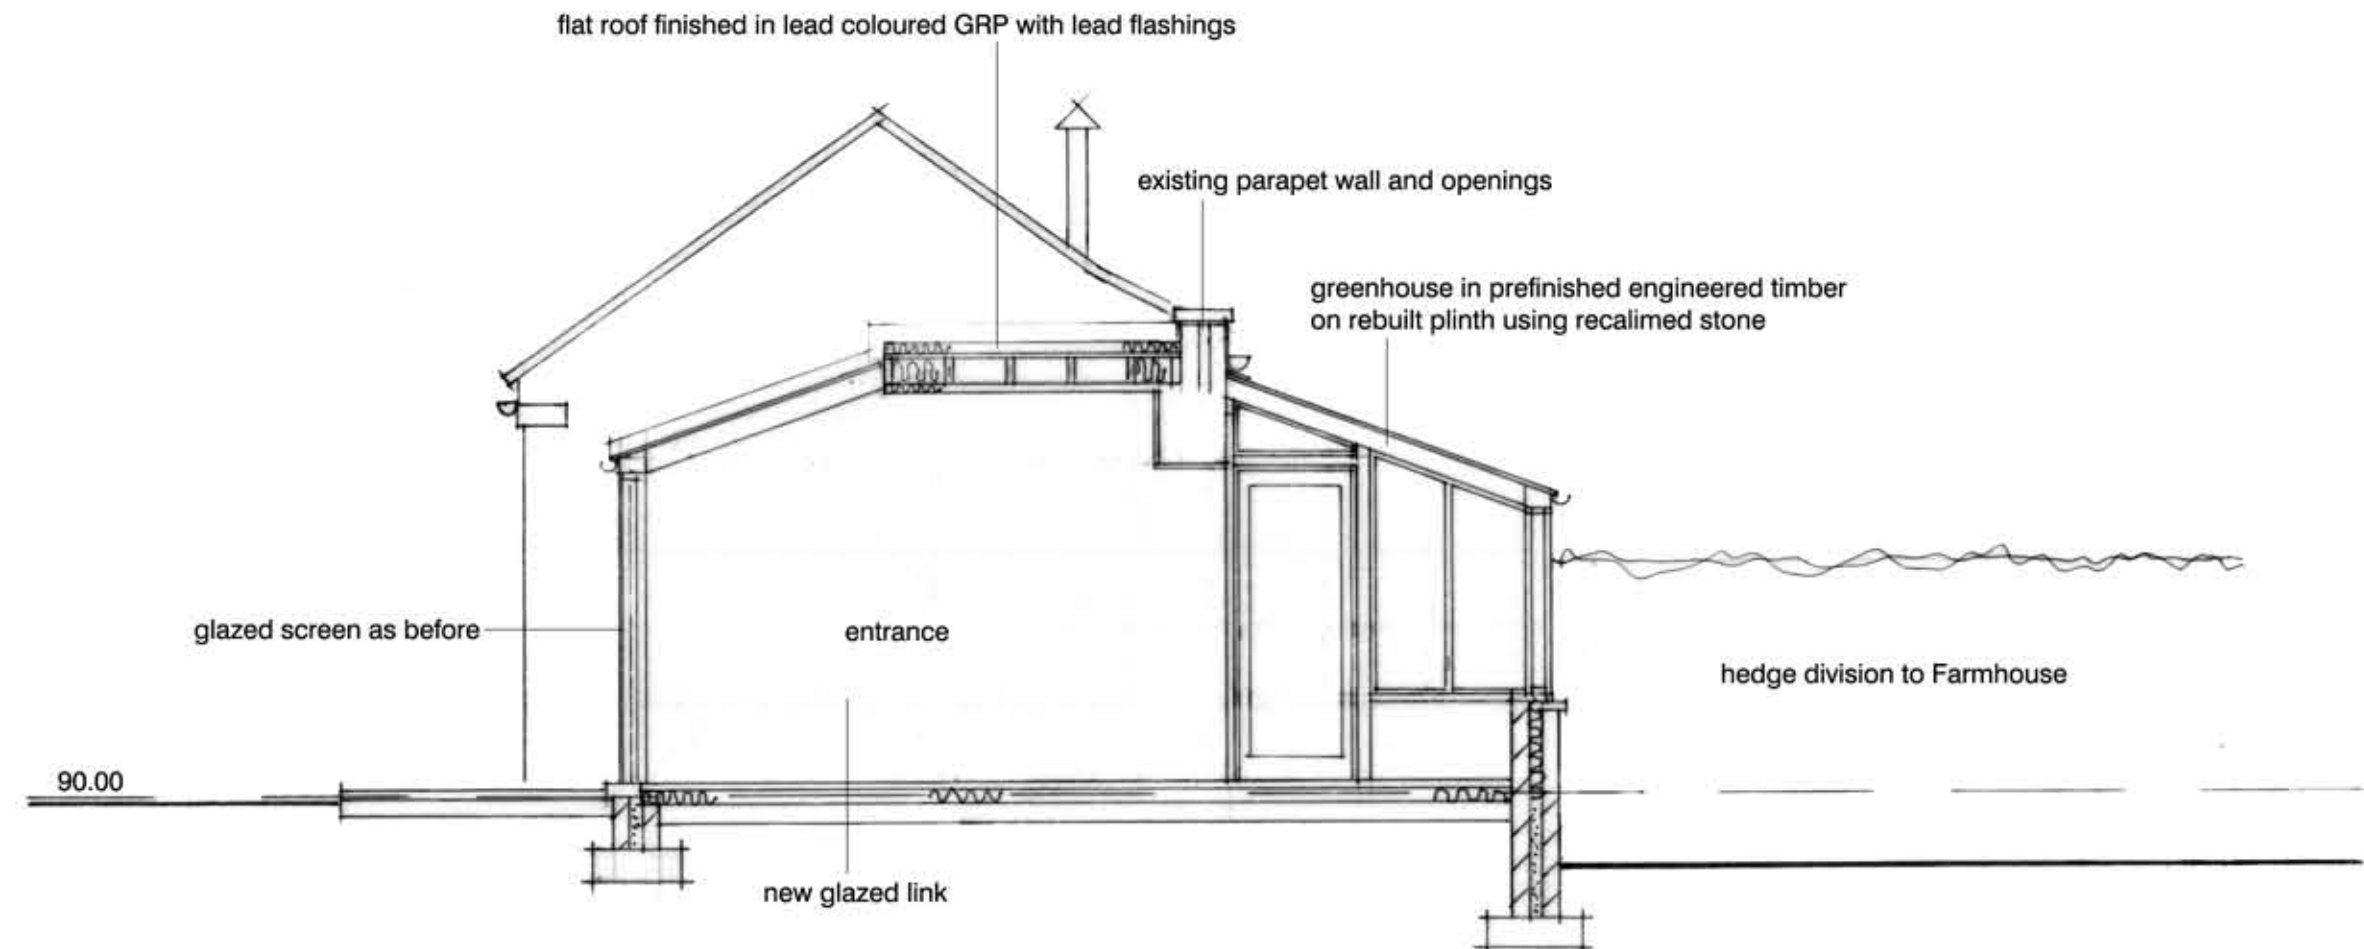 flat roof finished in lead coloured GRP with lead flashings
existing parapet wall and openings
greenhouse in prefinished engineered timber
on rebuilt plinth using recalimed stone
glazed screen as before
entrance
hedge division to Farmhouse
90.00
new glazed link